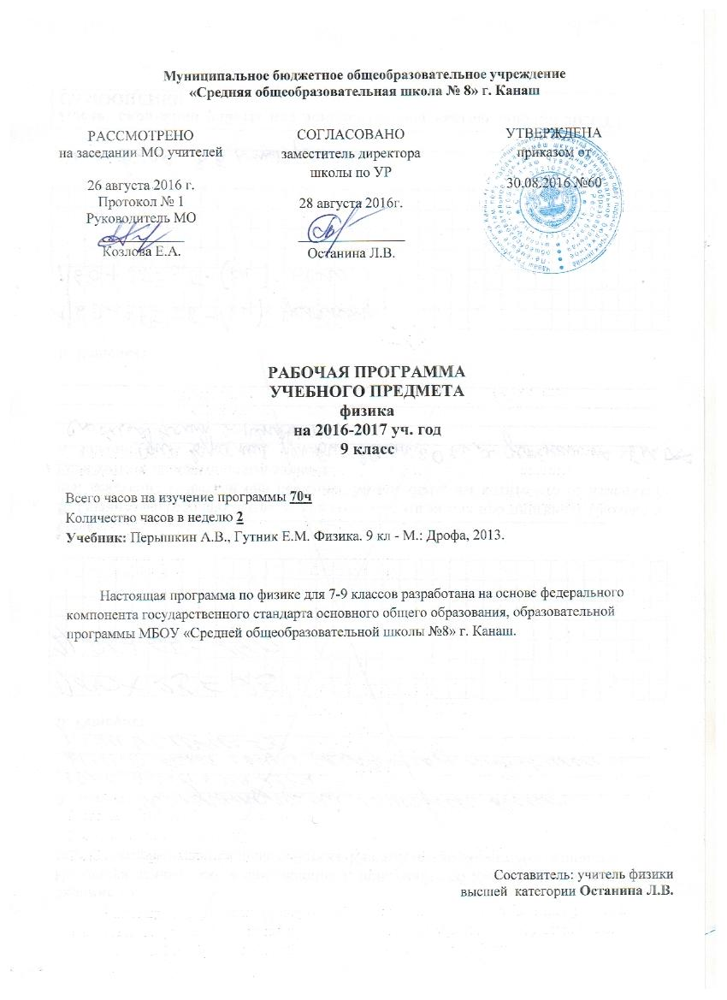 Муниципальное бюджетное общеобразовательное учреждение
«Средняя общеобразовательная школа № 8» г. Канаш
РАССМОТРЕНО
на заседании МО учителей
26 августа 2016 г.
Протокол № 1
Руководитель МО
Козлова Е.А.
СОГЛАСОВАНО
заместитель директора
школы по УР
28 августа 2016г.
Останина Л.В.
УТВЕРЖДЕНА
приказом от
30.08.2016 №60
РАБОЧАЯ ПРОГРАММА
УЧЕБНОГО ПРЕДМЕТА
физика
на 2016-2017 уч. год
9 класс
Всего часов на изучение программы 70ч
Количество часов в неделю 2
Учебник: Перышкин А.В., Гутник Е.М. Физика. 9 кл - М.: Дрофа, 2013.
Настоящая программа по физике для 7-9 классов разработана на основе федерального
компонента государственного стандарта основного общего образования, образовательной
программы МБОУ «Средней общеобразовательной школы №8» г. Канаш.
Составитель: учитель физики
высшей категории Останина Л.В.